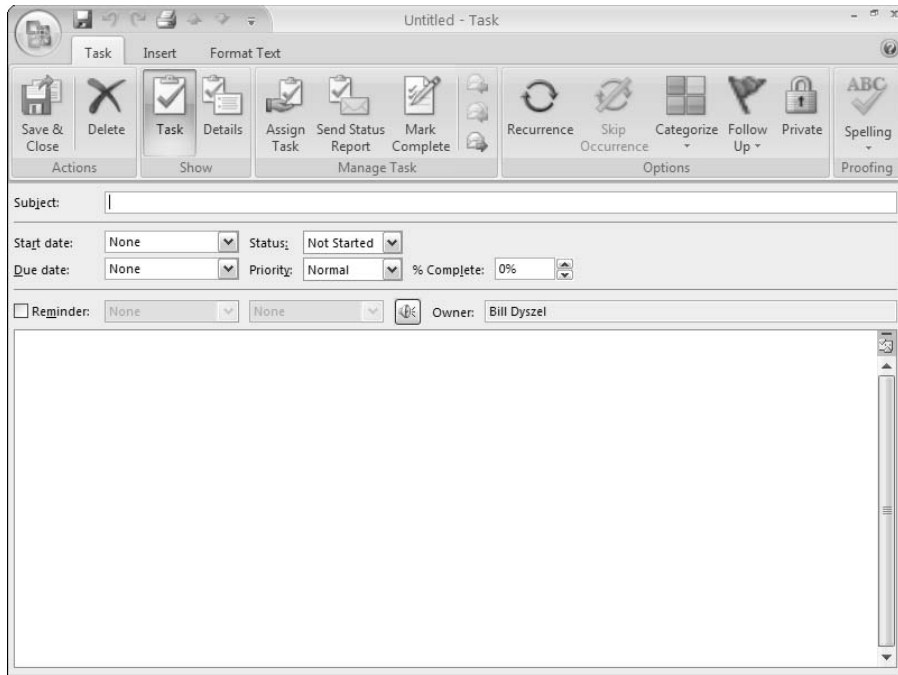 Untitled - Task
Task Insert Format Text
Save & Close
Delete
Task
Details
Assign Task
Send Status Report
Mark Complete
Recurrence
Skip Occurrence
Categorize
Follow Up
Private
ABC
Spelling
Actions Show Manage Task Options Proofing
Subject:
Start date: None Status: Not Started
Due date: None Priority: Normal % Complete: 0%
Reminder: None None Owner: Bill Dyszel